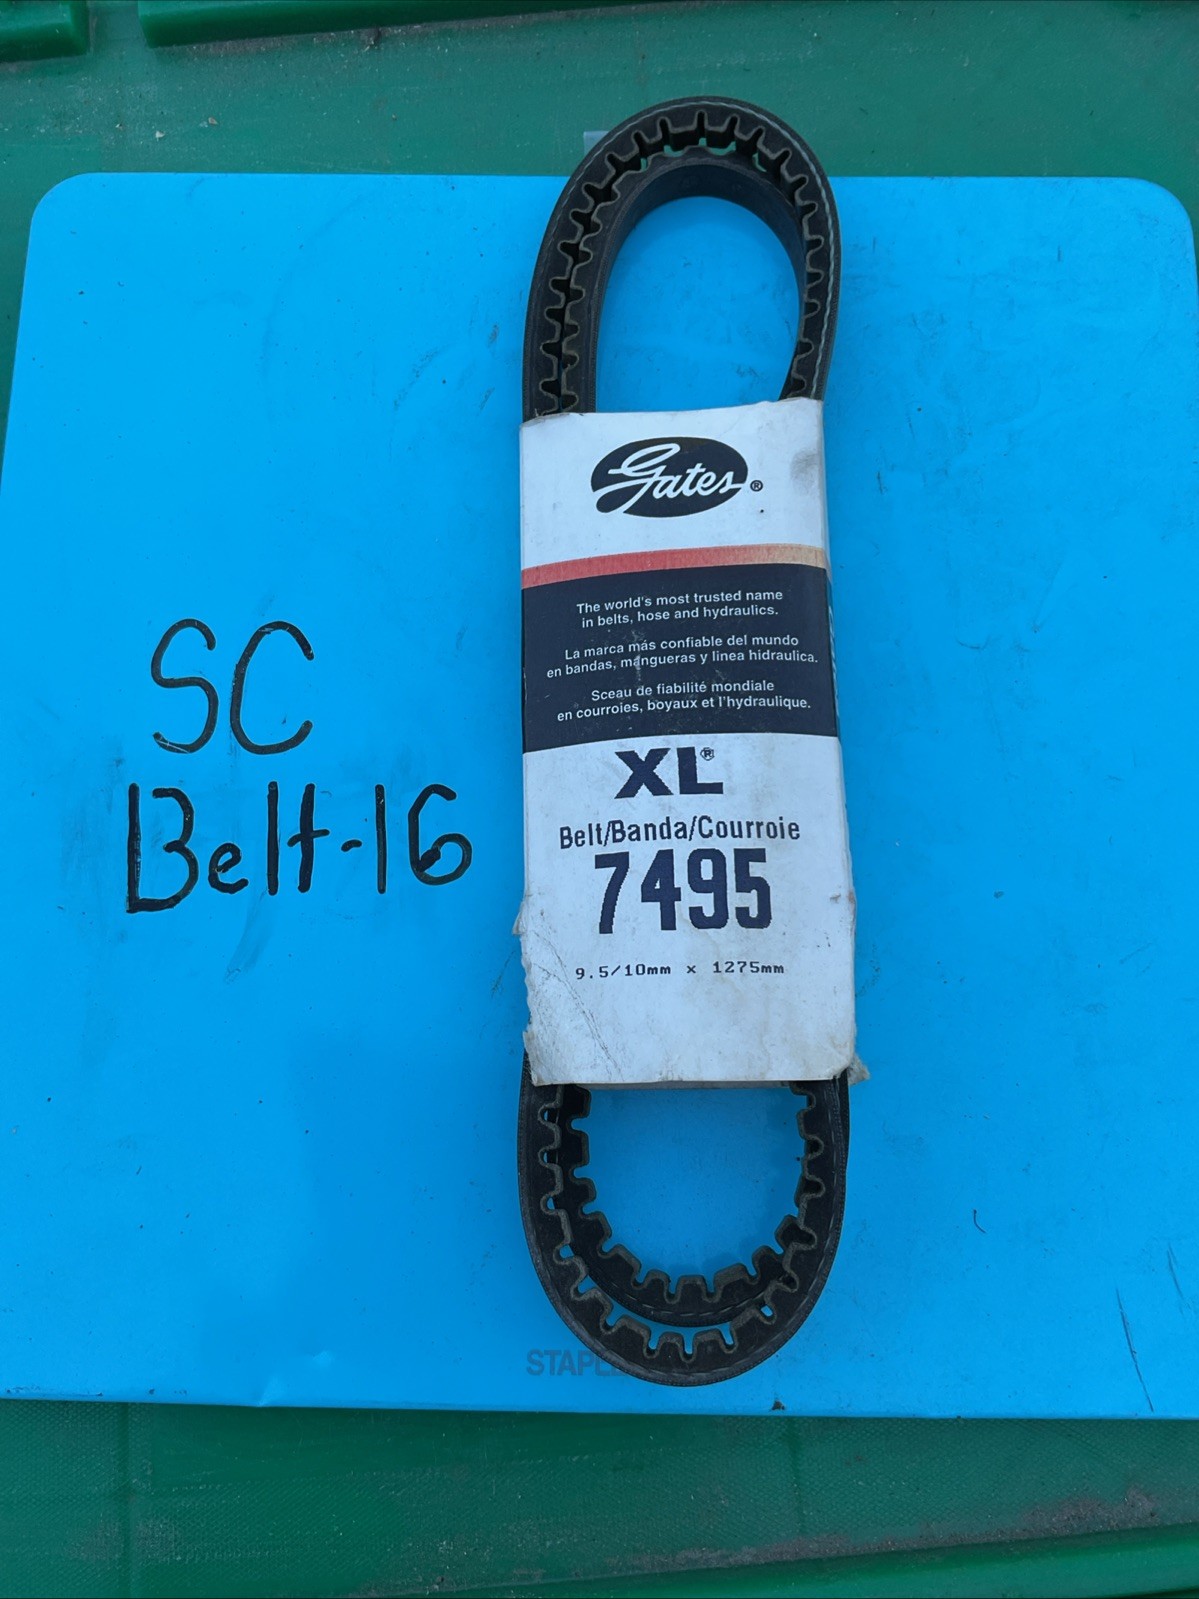 SC
Belt-16
Gates®
The world's most trusted name
in belts, hose and hydraulics.
La marca más confiable del mundo
en bandas, mangueras y linea hidraulica.
Sceau de fiabilité mondiale
en courroies, boyaux et l'hydraulique.
XL®
Belt/Banda/Courroie
7495
9.5/10mm x 1275mm